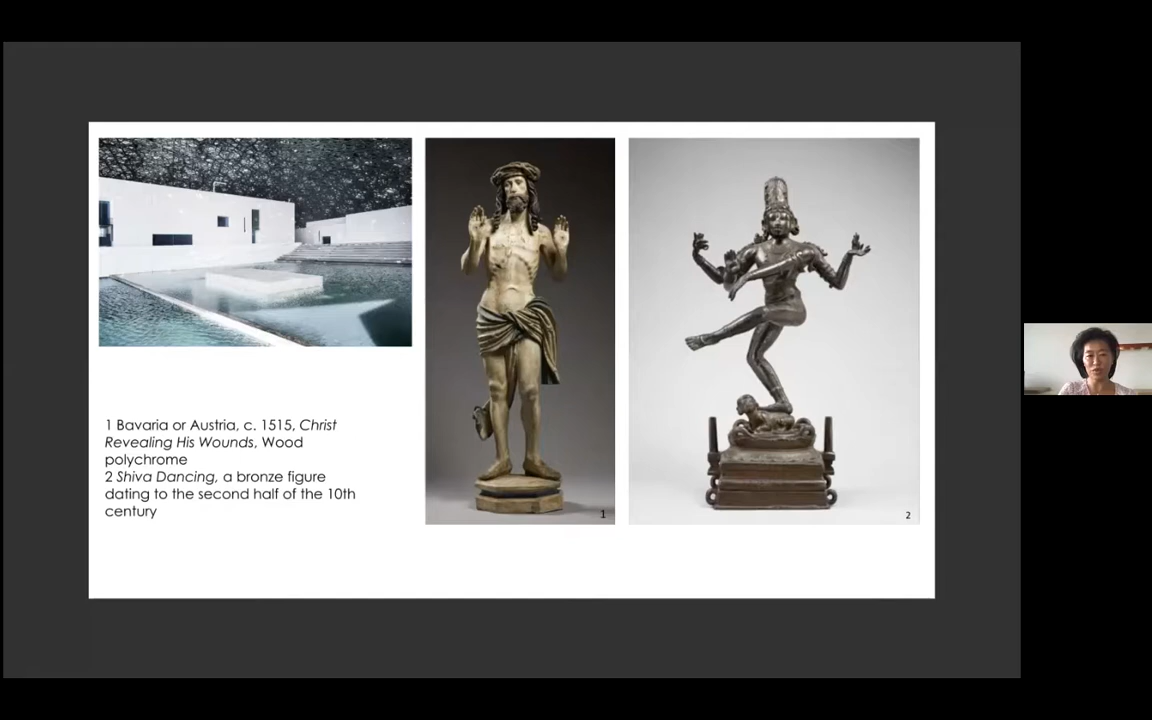 1 Bavaria or Austria, c. 1515, Christ
Revealing His Wounds, Wood
polychrome
2 Shiva Dancing, a bronze figure
dating to the second half of the 10th
century
1
2